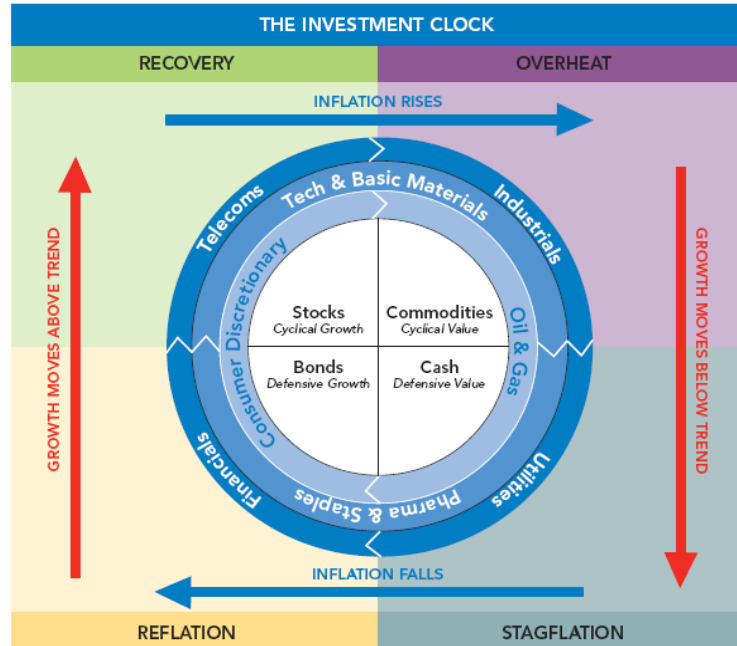 THE INVESTMENT CLOCK
RECOVERY
OVERHEAT
INFLATION RISES
GROWTH MOVES ABOVE TREND
GROWTH MOVES BELOW TREND
Telecoms
Tech & Basic Materials
Industrials
Consumer Discretionary
Oil & Gas
Stocks
Cyclical Growth
Commodities
Cyclical Value
Bonds
Defensive Growth
Cash
Defensive Value
Financials
Pharma & Staples
Utilities
INFLATION FALLS
REFLATION
STAGFLATION